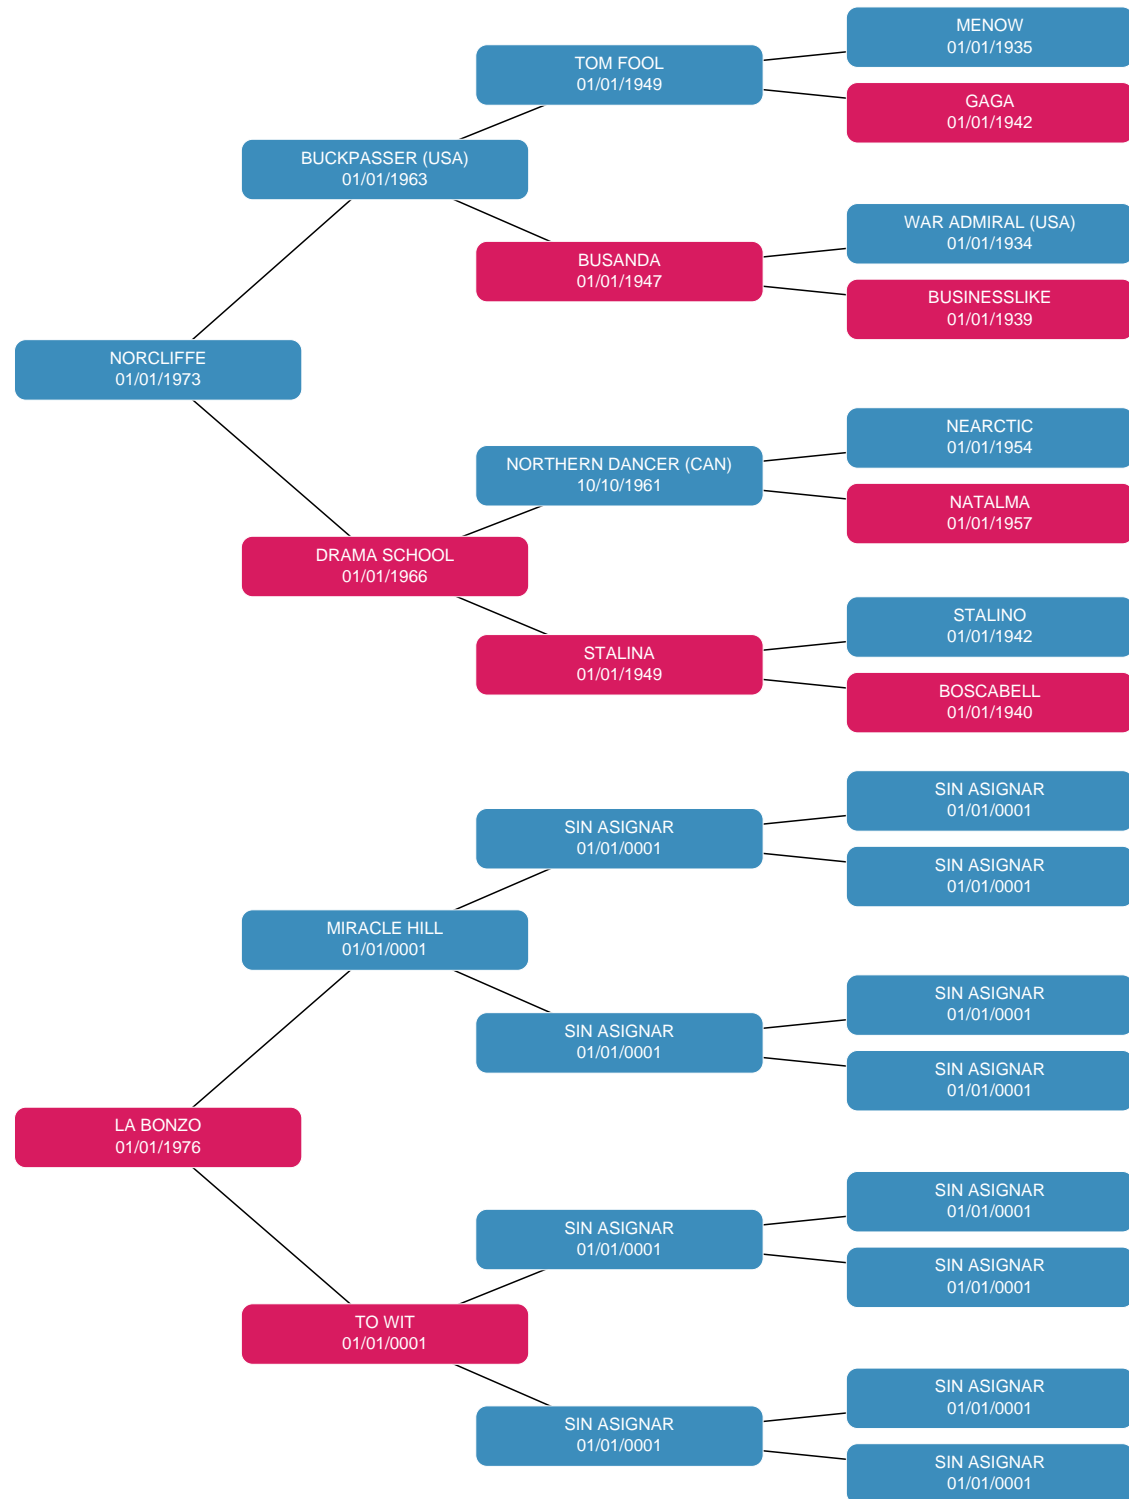 MENOW
01/01/1935
TOM FOOL
01/01/1949
GAGA
01/01/1942
BUCKPASSER (USA)
01/01/1963
WAR ADMIRAL (USA)
01/01/1934
BUSANDA
01/01/1947
BUSINESSLIKE
01/01/1939
NORCLIFFE
01/01/1973
NEARCTIC
01/01/1954
NORTHERN DANCER (CAN)
10/10/1961
NATALMA
01/01/1957
DRAMA SCHOOL
01/01/1966
STALINO
01/01/1942
STALINA
01/01/1949
BOSCABELL
01/01/1940
SIN ASIGNAR
01/01/0001
SIN ASIGNAR
01/01/0001
SIN ASIGNAR
01/01/0001
MIRACLE HILL
01/01/0001
SIN ASIGNAR
01/01/0001
SIN ASIGNAR
01/01/0001
SIN ASIGNAR
01/01/0001
LA BONZO
01/01/1976
SIN ASIGNAR
01/01/0001
SIN ASIGNAR
01/01/0001
SIN ASIGNAR
01/01/0001
TO WIT
01/01/0001
SIN ASIGNAR
01/01/0001
SIN ASIGNAR
01/01/0001
SIN ASIGNAR
01/01/0001